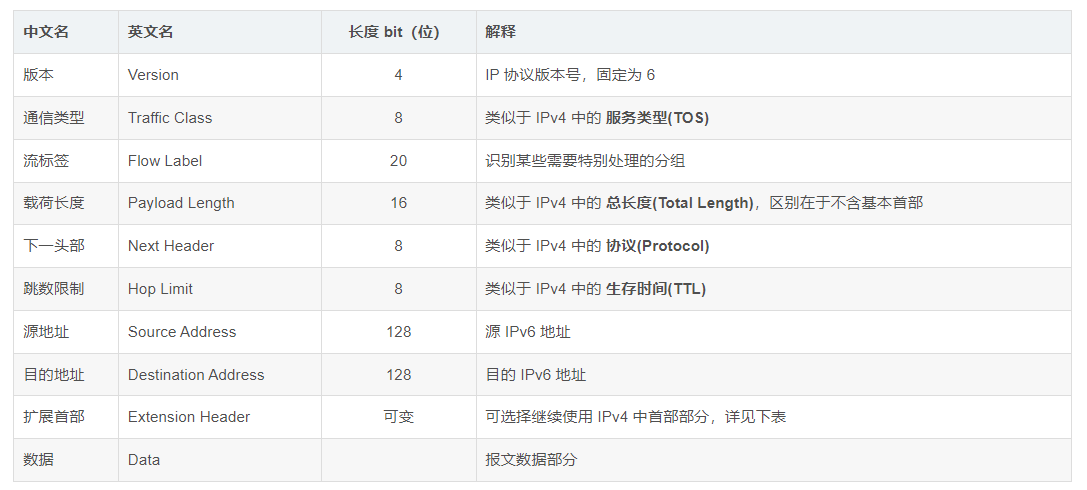 中文名 英文名 长度 bit（位） 解释
版本 Version 4 IP 协议版本号，固定为 6
通信类型 Traffic Class 8 类似于 IPv4 中的 服务类型(TOS)
流标签 Flow Label 20 识别某些需要特别处理的分组
载荷长度 Payload Length 16 类似于 IPv4 中的 总长度(Total Length)，区别在于不含基本首部
下一头部 Next Header 8 类似于 IPv4 中的 协议(Protocol)
跳数限制 Hop Limit 8 类似于 IPv4 中的 生存时间(TTL)
源地址 Source Address 128 源 IPv6 地址
目的地址 Destination Address 128 目的 IPv6 地址
扩展首部 Extension Header 可变 可选择继续使用 IPv4 中首部部分，详见下表
数据 Data 报文数据部分